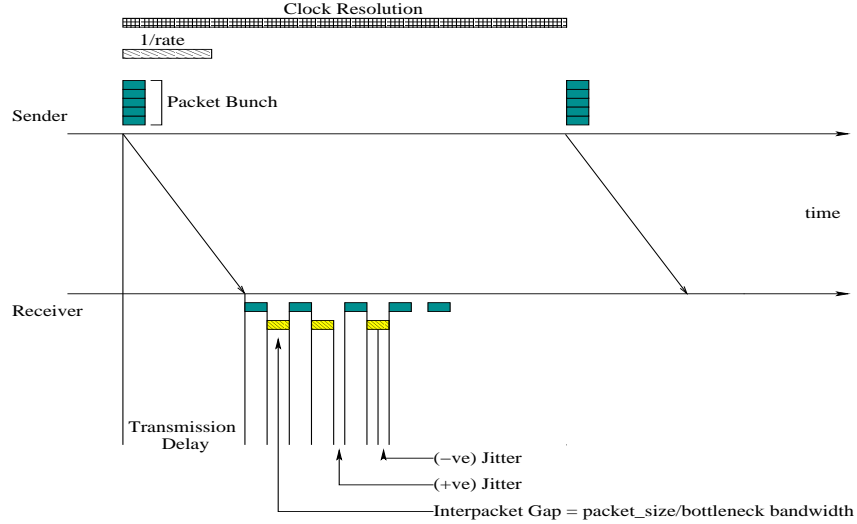 Clock Resolution
1/rate
Packet Bunch
Sender
time
Receiver
Transmission
Delay
(−ve) Jitter
(+ve) Jitter
Interpacket Gap = packet_size/bottleneck bandwidth